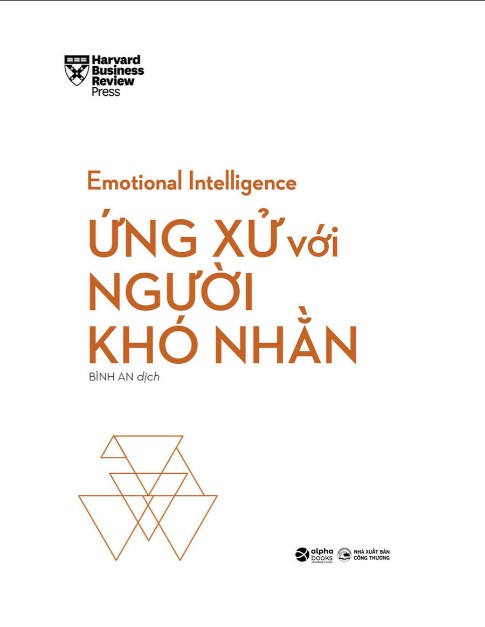 Harvard
Business
Review
Press
Emotional Intelligence
ỨNG XỬ với
NGƯỜI
KHÓ NHẰN
BÌNH AN dịch
alpha
books
NHÀ XUẤT BẢN
CÔNG THƯƠNG